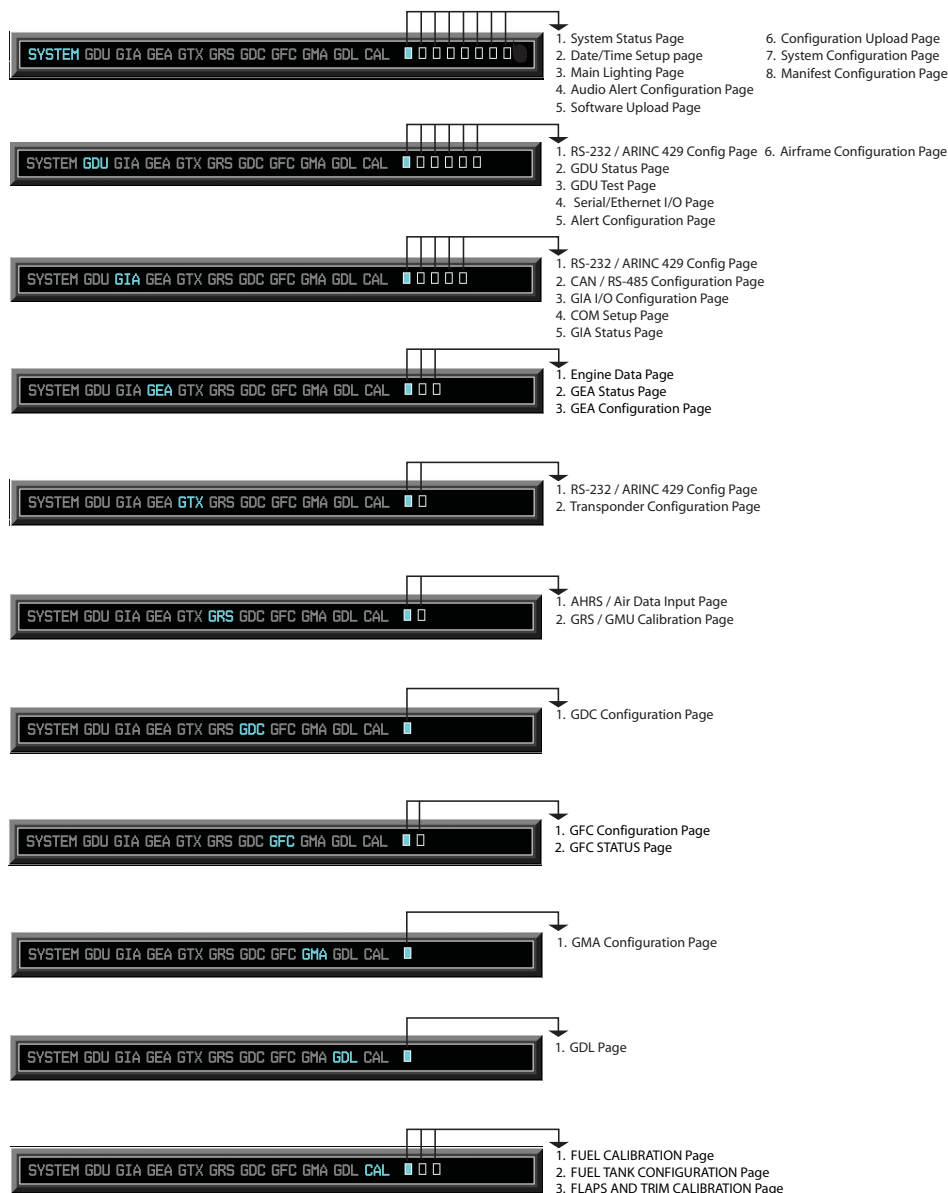 SYSTEM GDU GIA GEA GTX GRS GDC GFC GMA GDL CAL
1. System Status Page
2. Date/Time Setup page
3. Main Lighting Page
4. Audio Alert Configuration Page
5. Software Upload Page
6. Configuration Upload Page
7. System Configuration Page
8. Manifest Configuration Page
SYSTEM GDU GIA GEA GTX GRS GDC GFC GMA GDL CAL
1. RS-232 / ARINC 429 Config Page
2. GDU Status Page
3. GDU Test Page
4. Serial/Ethernet I/O Page
5. Alert Configuration Page
6. Airframe Configuration Page
SYSTEM GDU GIA GEA GTX GRS GDC GFC GMA GDL CAL
1. RS-232 / ARINC 429 Config Page
2. CAN / RS-485 Configuration Page
3. GIA I/O Configuration Page
4. COM Setup Page
5. GIA Status Page
SYSTEM GDU GIA GEA GTX GRS GDC GFC GMA GDL CAL
1. Engine Data Page
2. GEA Status Page
3. GEA Configuration Page
SYSTEM GDU GIA GEA GTX GRS GDC GFC GMA GDL CAL
1. RS-232 / ARINC 429 Config Page
2. Transponder Configuration Page
SYSTEM GDU GIA GEA GTX GRS GDC GFC GMA GDL CAL
1. AHRS / Air Data Input Page
2. GRS / GMU Calibration Page
SYSTEM GDU GIA GEA GTX GRS GDC GFC GMA GDL CAL
1. GDC Configuration Page
SYSTEM GDU GIA GEA GTX GRS GDC GFC GMA GDL CAL
1. GFC Configuration Page
2. GFC STATUS Page
SYSTEM GDU GIA GEA GTX GRS GDC GFC GMA GDL CAL
1. GMA Configuration Page
SYSTEM GDU GIA GEA GTX GRS GDC GFC GMA GDL CAL
1. GDL Page
SYSTEM GDU GIA GEA GTX GRS GDC GFC GMA GDL CAL
1. FUEL CALIBRATION Page
2. FUEL TANK CONFIGURATION Page
3. FLAPS AND TRIM CALIBRATION Page